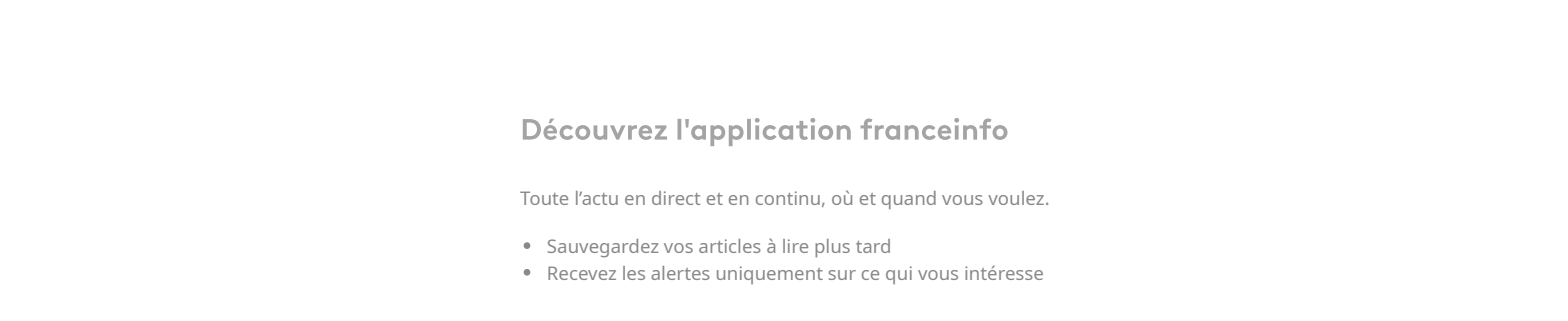 Découvrez l'application franceinfo
Toute l’actu en direct et en continu, où et quand vous voulez.
• Sauvegardez vos articles à lire plus tard
• Recevez les alertes uniquement sur ce qui vous intéresse